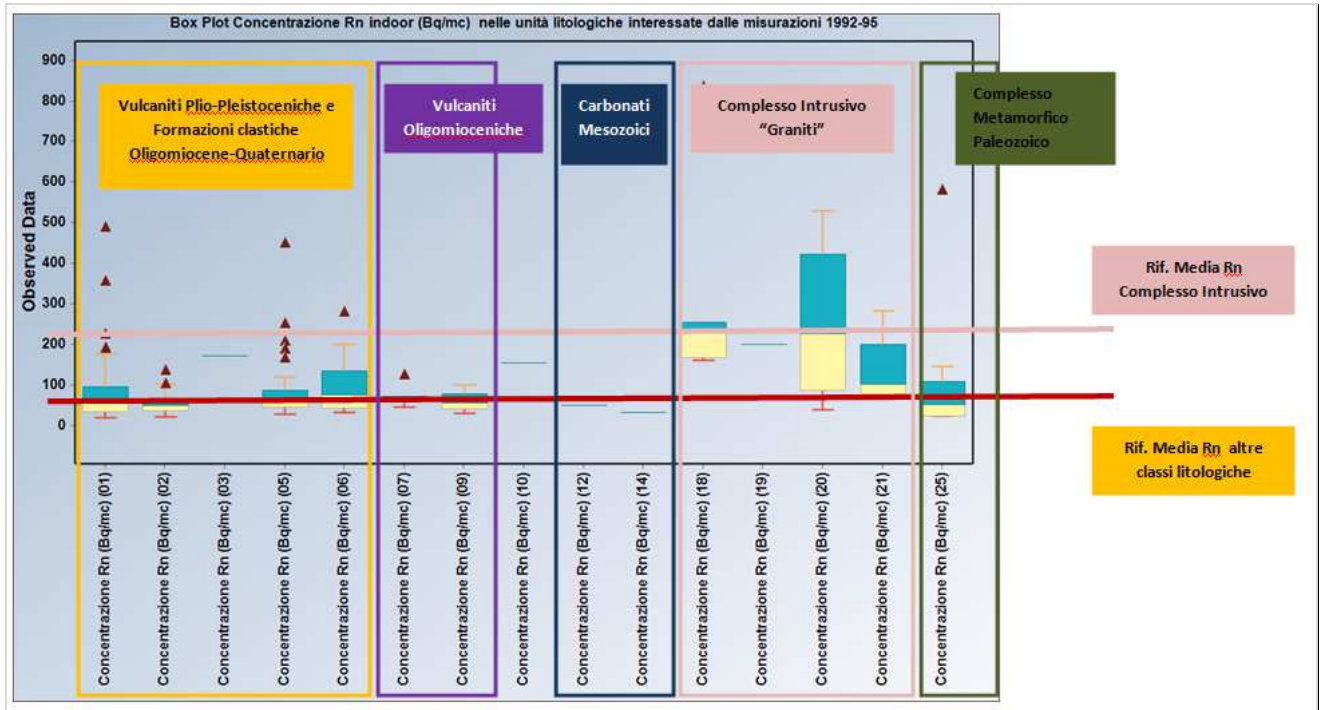 Box Plot Concentrazione Rn indoor (Bq/mc) nelle unità litologiche interessate dalle misurazioni 1992-95
Observed Data
900
800
700
600
500
400
300
200
100
0
Vulcaniti Plio-Pleistoceniche e
Formazioni clastiche
Oligomiocene-Quaternario
Vulcaniti
Oligomioceniche
Carbonati
Mesozoici
Complesso Intrusivo
“Graniti”
Complesso
Metamorfico
Paleozoico
Rif. Media Rn
Complesso Intrusivo
Rif. Media Rn altre
classi litologiche
Concentrazione Rn (Bq/mc) (01)
Concentrazione Rn (Bq/mc) (02)
Concentrazione Rn (Bq/mc) (03)
Concentrazione Rn (Bq/mc) (05)
Concentrazione Rn (Bq/mc) (06)
Concentrazione Rn (Bq/mc) (07)
Concentrazione Rn (Bq/mc) (09)
Concentrazione Rn (Bq/mc) (10)
Concentrazione Rn (Bq/mc) (12)
Concentrazione Rn (Bq/mc) (14)
Concentrazione Rn (Bq/mc) (18)
Concentrazione Rn (Bq/mc) (19)
Concentrazione Rn (Bq/mc) (20)
Concentrazione Rn (Bq/mc) (21)
Concentrazione Rn (Bq/mc) (25)